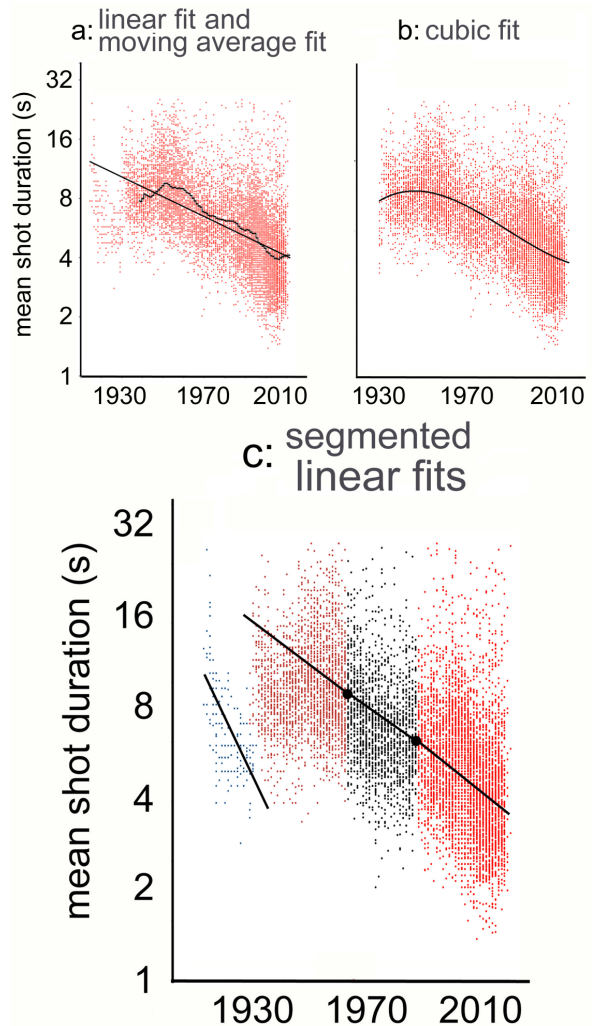 a: linear fit and
moving average fit
b: cubic fit
mean shot duration (s)
32
16
8
4
2
1
1930 1970 2010
1930 1970 2010
c: segmented
linear fits
mean shot duration (s)
32
16
8
4
2
1
1930 1970 2010